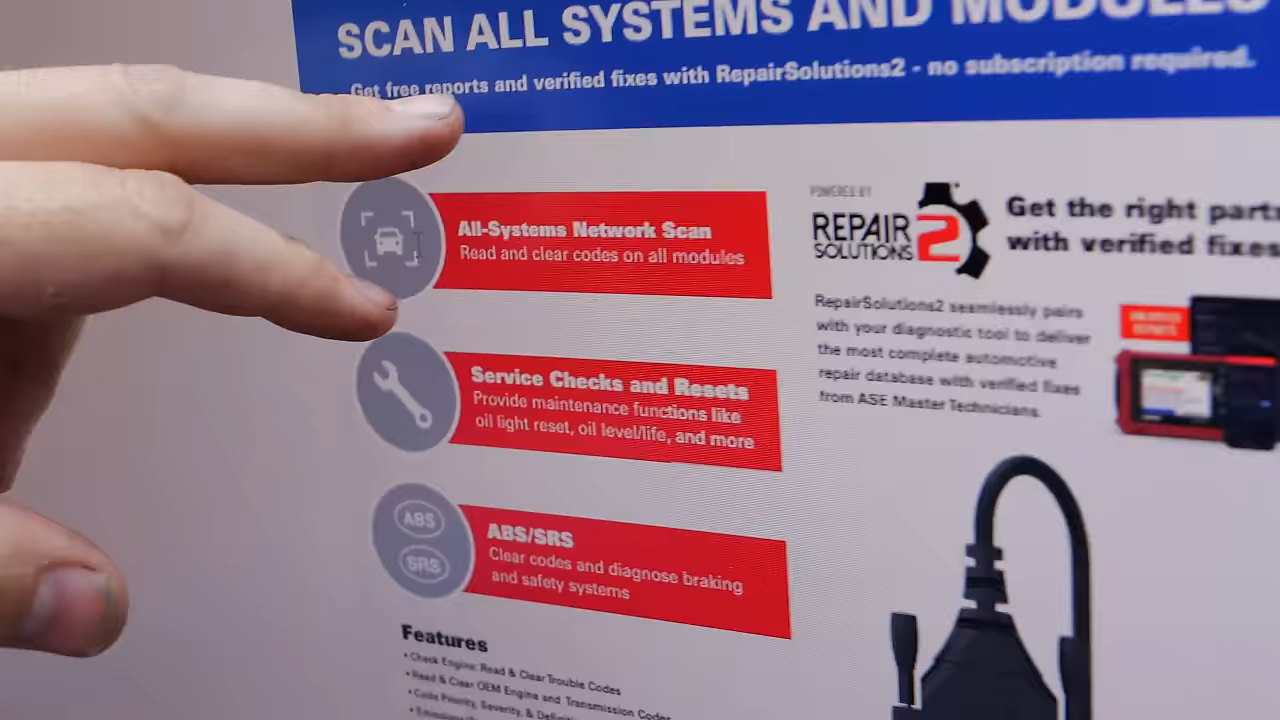 SCAN ALL SYSTEMS AND MODULES
Get free reports and verified fixes with RepairSolutions2 - no subscription required.
All-Systems Network Scan
Read and clear codes on all modules
Service Checks and Resets
Provide maintenance functions like
oil light reset, oil level/life, and more
ABS
SRS
ABS/SRS
Clear codes and diagnose braking
and safety systems
Features
• Check Engine: Read & Clear Trouble Codes
• Read & Clear OEM Engine and Transmission Codes
• Code Priority, Severity, &
POWERED BY
REPAIR
SOLUTIONS
2
Get the right parts
with verified fixes
RepairSolutions2 seamlessly pairs
with your diagnostic tool to deliver
the most complete automotive
repair database with verified fixes
from ASE Master Technicians.